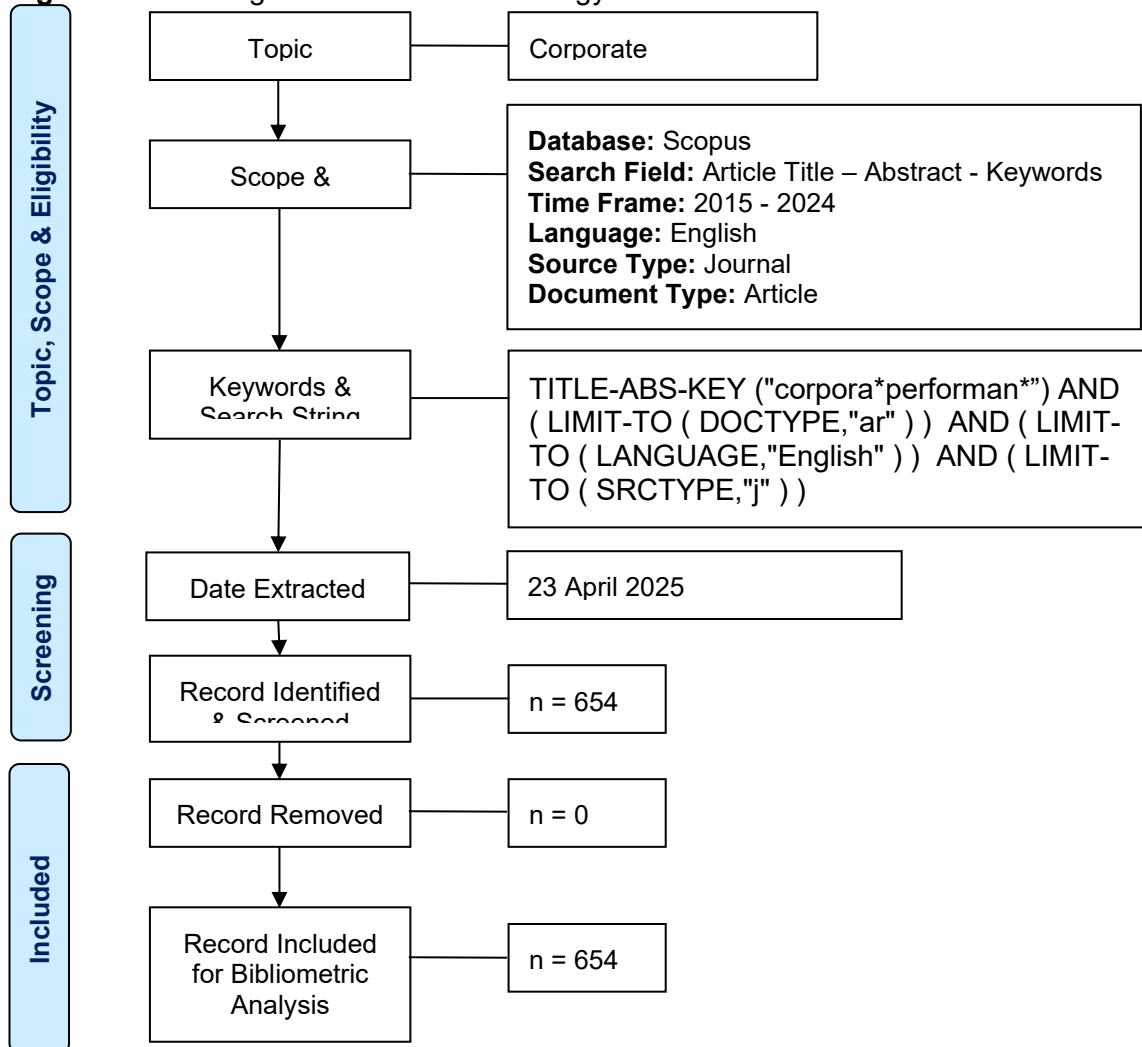 Topic
Corporate
Topic, Scope & Eligibility
Scope &
Database: Scopus
Search Field: Article Title – Abstract - Keywords
Time Frame: 2015 - 2024
Language: English
Source Type: Journal
Document Type: Article
Keywords &
Search String
TITLE-ABS-KEY ("corpora*performan*”) AND
( LIMIT-TO ( DOCTYPE,"ar" ) ) AND ( LIMIT-
TO ( LANGUAGE,"English" ) ) AND ( LIMIT-
TO ( SRCTYPE,"j" ) )
Screening
Date Extracted
23 April 2025
Record Identified
& Screened
n = 654
Included
Record Removed
n = 0
Record Included
for Bibliometric
Analysis
n = 654